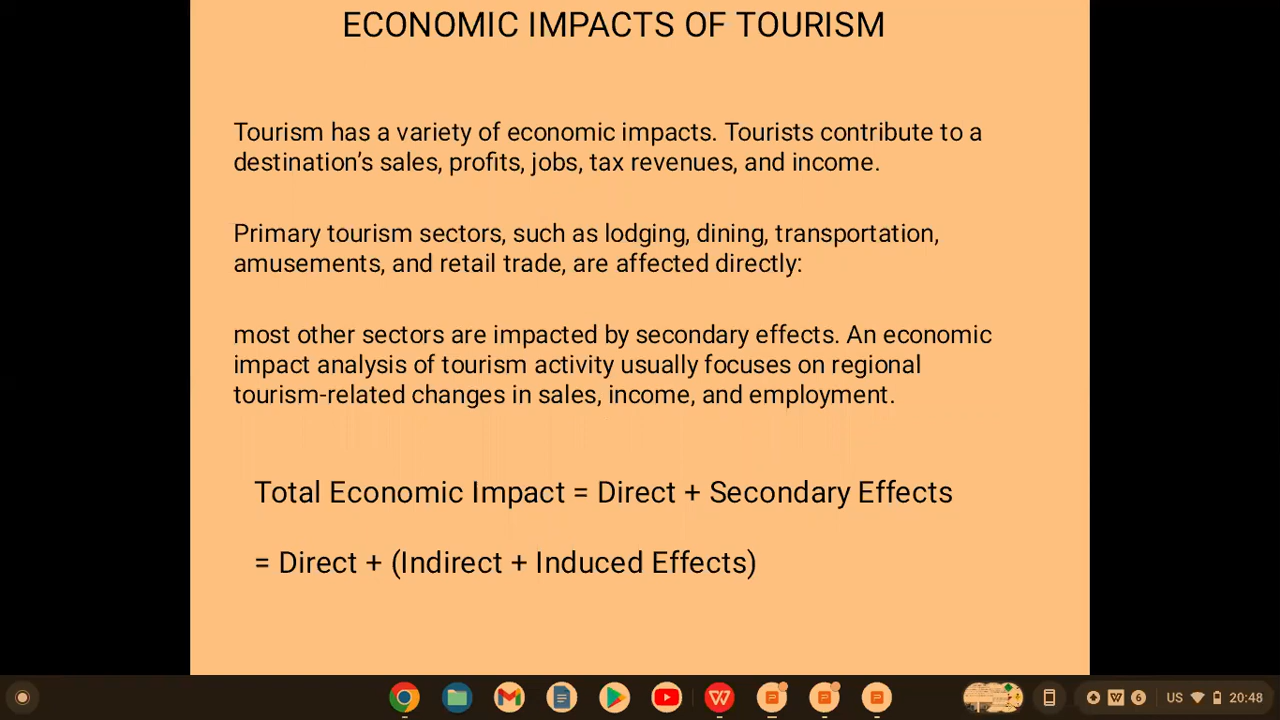 ECONOMIC IMPACTS OF TOURISM
Tourism has a variety of economic impacts. Tourists contribute to a
destination’s sales, profits, jobs, tax revenues, and income.
Primary tourism sectors, such as lodging, dining, transportation,
amusements, and retail trade, are affected directly:
most other sectors are impacted by secondary effects. An economic
impact analysis of tourism activity usually focuses on regional
tourism-related changes in sales, income, and employment.
Total Economic Impact = Direct + Secondary Effects
= Direct + (Indirect + Induced Effects)
6 US 20:48